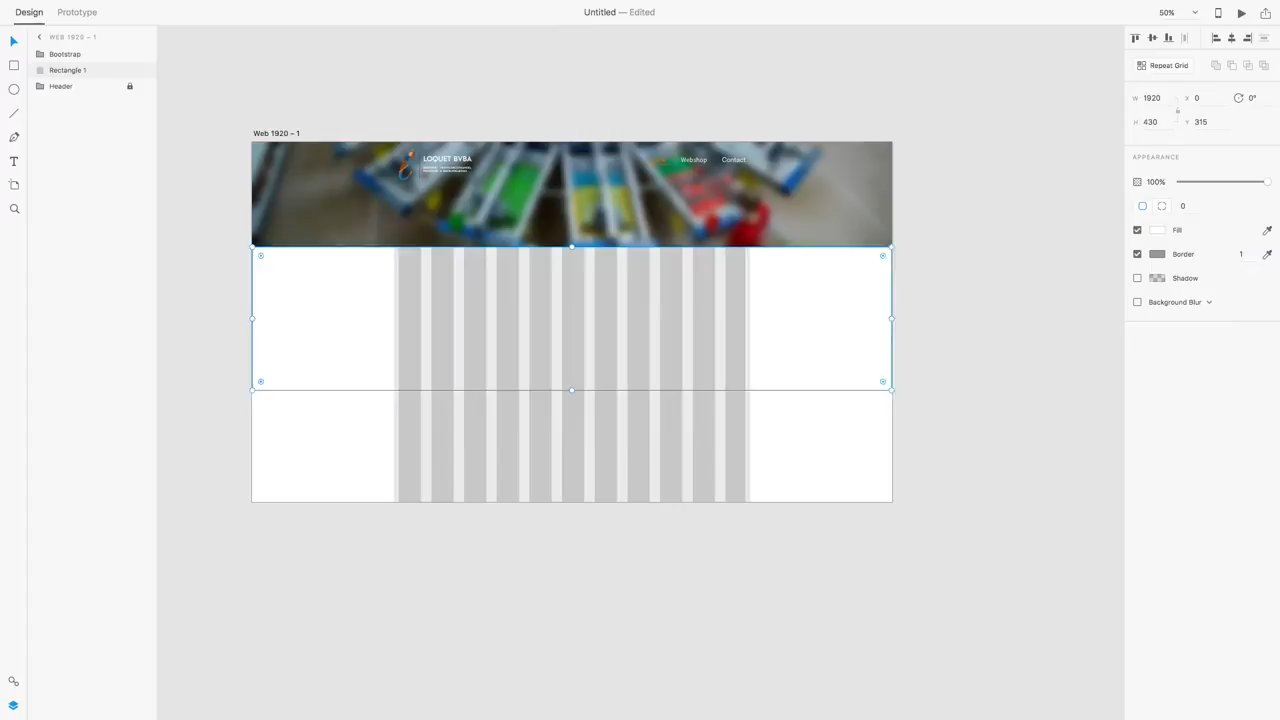 Design
Prototype
Untitled — Edited
50%
WEB 1920 – 1
Bootstrap
Rectangle 1
Header
Web 1920 – 1
LOQUET BVBA
Webshop
Contact
Repeat Grid
W 1920 X 0 0°
H 430 Y 315
APPEARANCE
100%
0
Fill
Border 1
Shadow
Background Blur